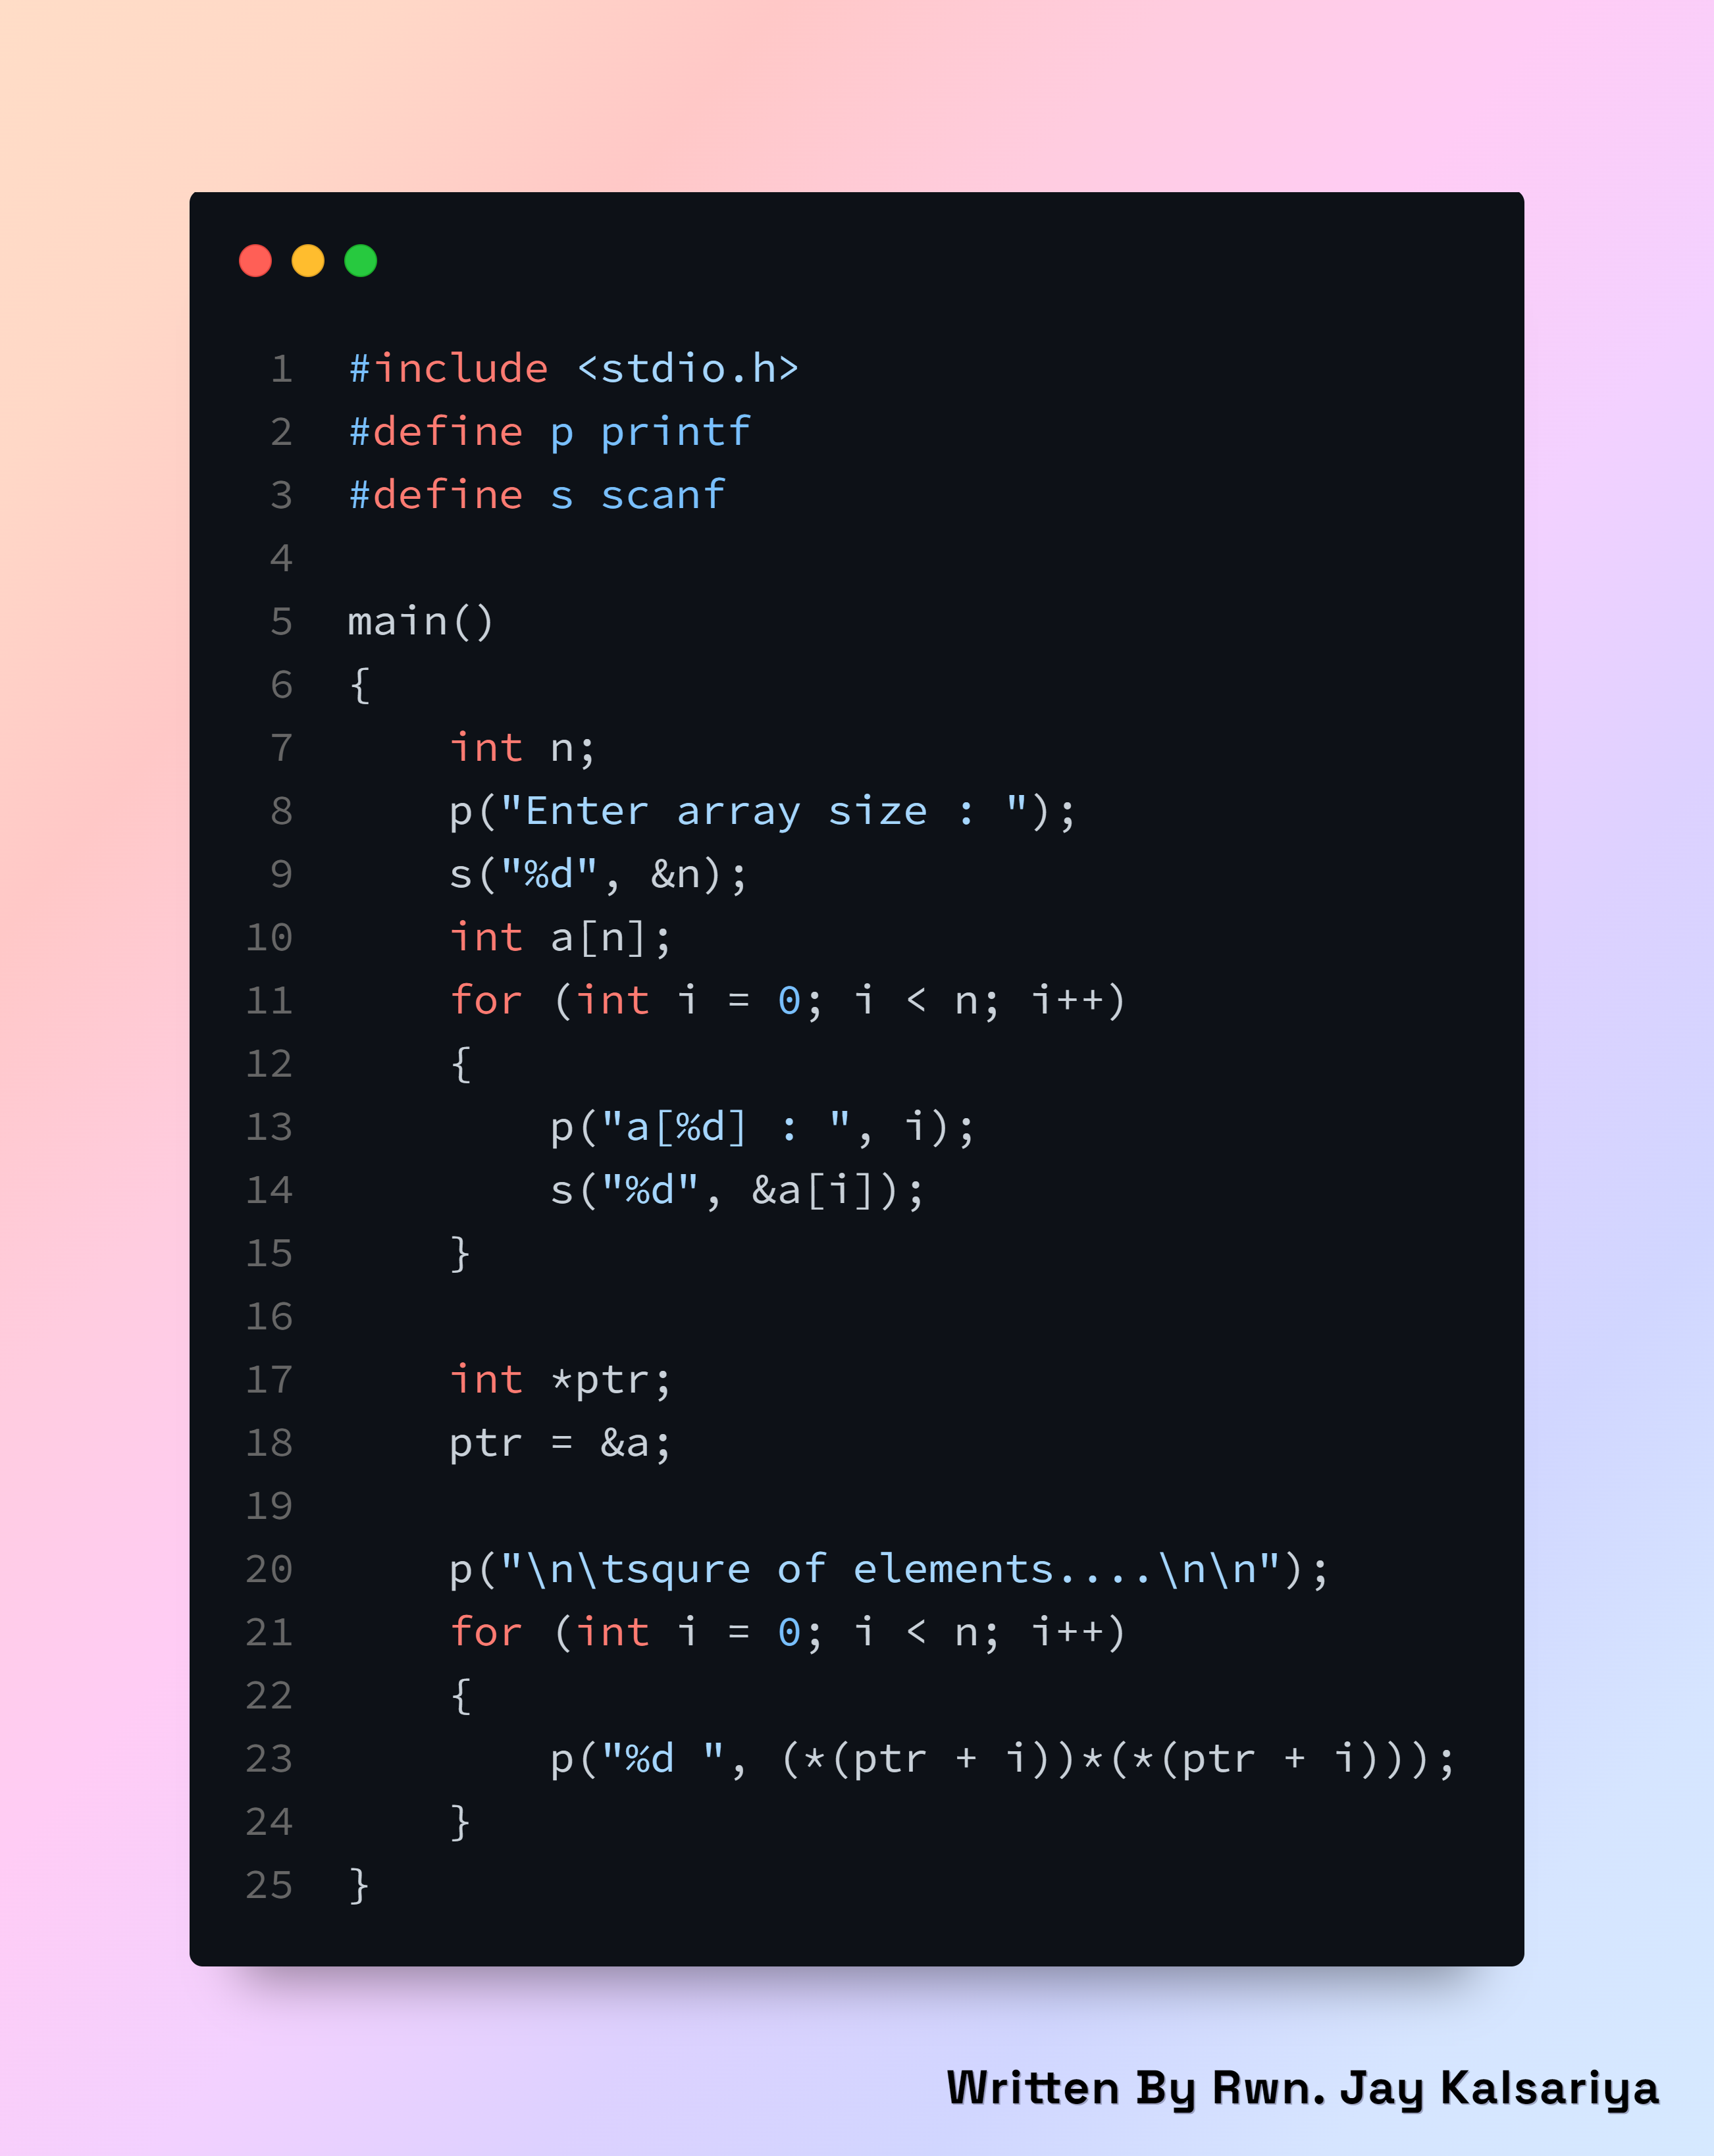 1 #include <stdio.h>
2 #define p printf
3 #define s scanf
4
5 main()
6 {
7     int n;
8     p("Enter array size : ");
9     s("%d", &n);
10     int a[n];
11     for (int i = 0; i < n; i++)
12     {
13         p("a[%d] : ", i);
14         s("%d", &a[i]);
15     }
16
17     int *ptr;
18     ptr = &a;
19
20     p("\n\tsqure of elements....\n\n");
21     for (int i = 0; i < n; i++)
22     {
23         p("%d ", (*(ptr + i))*(*(ptr + i)));
24     }
25 }
Written By Rwn. Jay Kalsariya